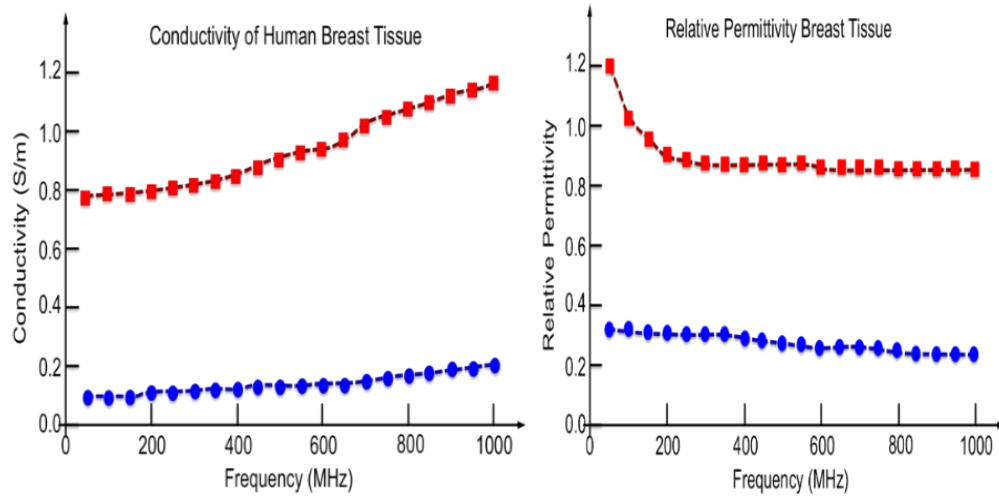 Conductivity of Human Breast Tissue
Conductivity (S/m)
1.2
1.0
0.8
0.6
0.4
0.2
0.0
0 200 400 600 800 1000
Frequency (MHz)
Relative Permittivity Breast Tissue
Relative Permittivity
1.2
1.0
0.8
0.6
0.4
0.2
0.0
0 200 400 600 800 1000
Frequency (MHz)